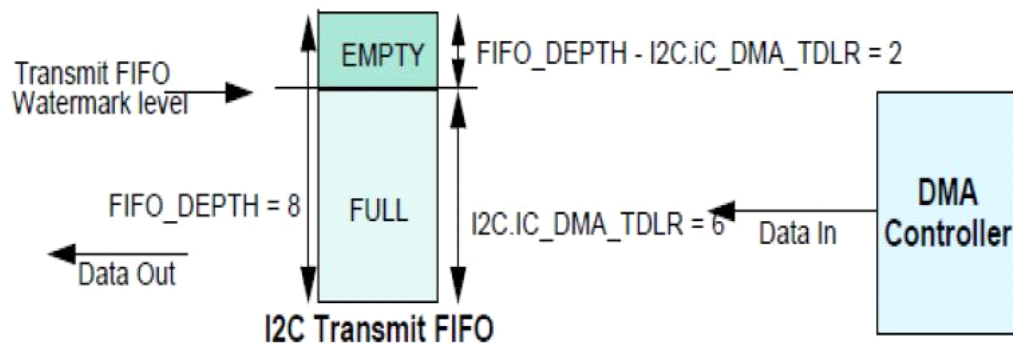 EMPTY
FIFO_DEPTH - I2C.iC_DMA_TDLR = 2
Transmit FIFO
Watermark level
FIFO_DEPTH = 8
FULL
I2C.IC_DMA_TDLR = 6
DMA
Controller
Data In
Data Out
I2C Transmit FIFO